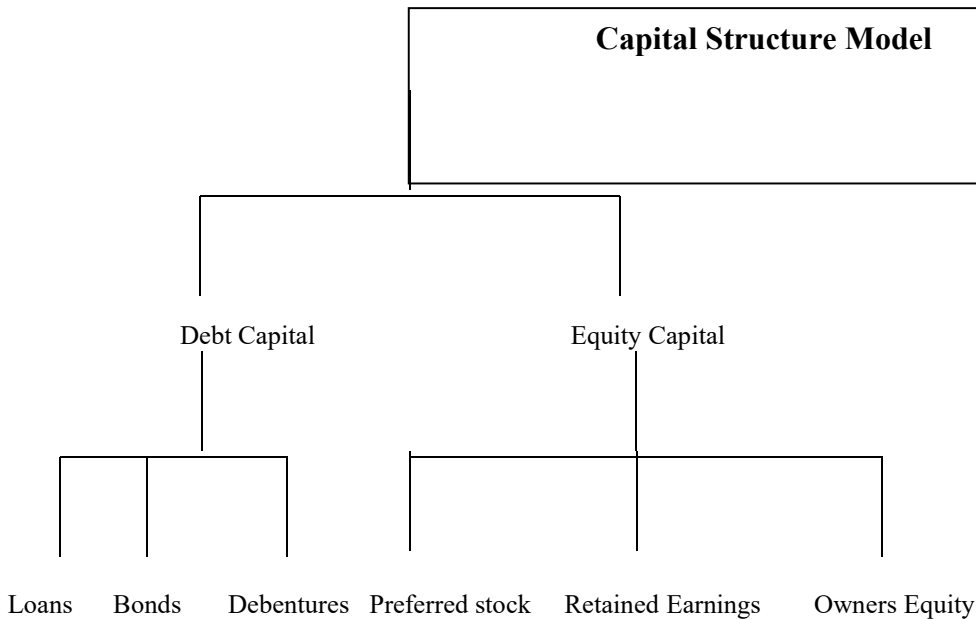 Capital Structure Model
Debt Capital Equity Capital
Loans Bonds Debentures Preferred stock Retained Earnings Owners Equity